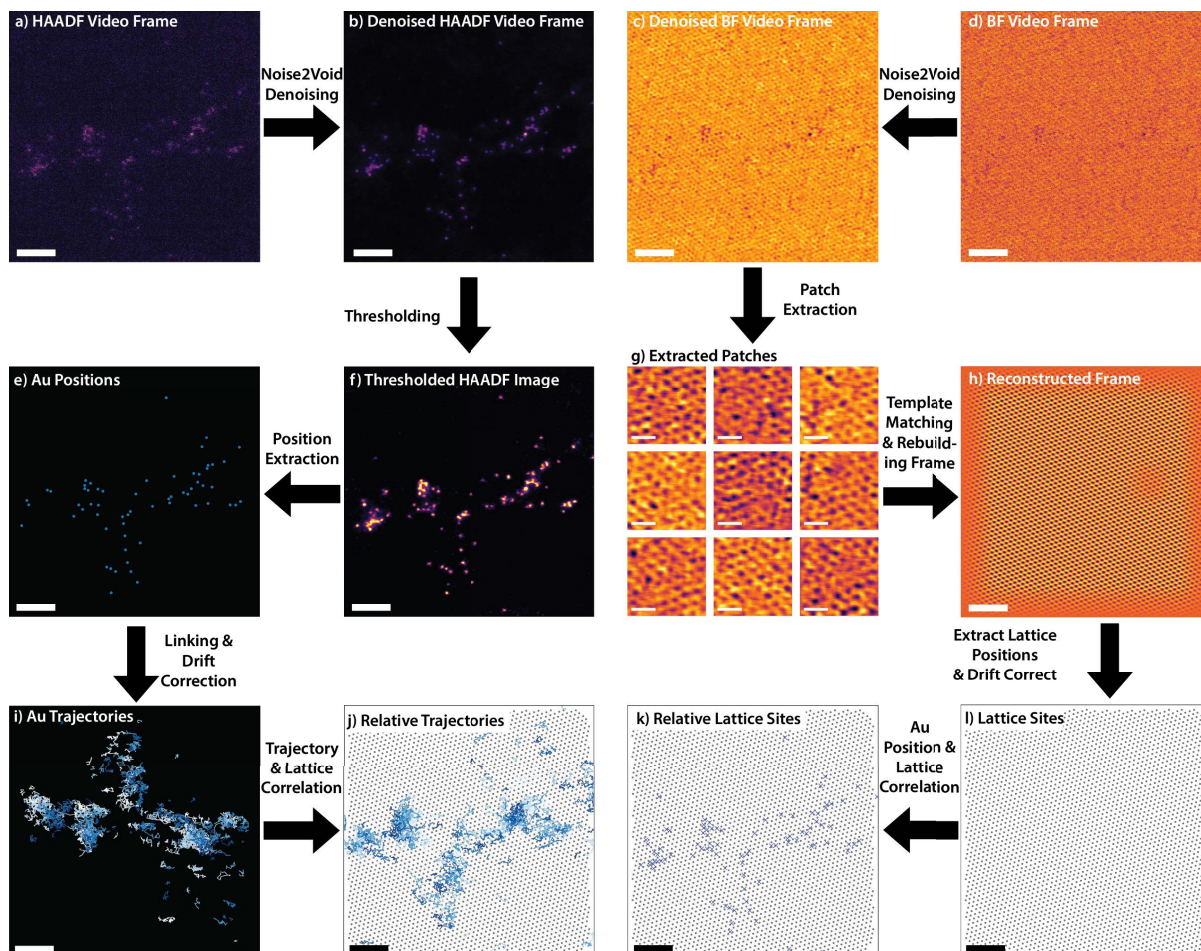 a) HAADF Video Frame
Noise2Void
Denoising
b) Denoised HAADF Video Frame
c) Denoised BF Video Frame
Noise2Void
Denoising
d) BF Video Frame
Thresholding
Patch
Extraction
e) Au Positions
Position
Extraction
f) Thresholded HAADF Image
g) Extracted Patches
Template
Matching
& Rebuild-
ing Frame
h) Reconstructed Frame
Linking &
Drift
Correction
Extract Lattice
Positions
& Drift Correct
i) Au Trajectories
Trajectory
& Lattice
Correlation
j) Relative Trajectories
k) Relative Lattice Sites
Au
Position &
Lattice
Correlation
l) Lattice Sites